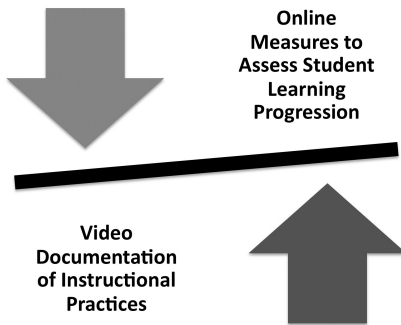 Online
Measures to
Assess Student
Learning
Progression
Video
Documentation
of Instructional
Practices